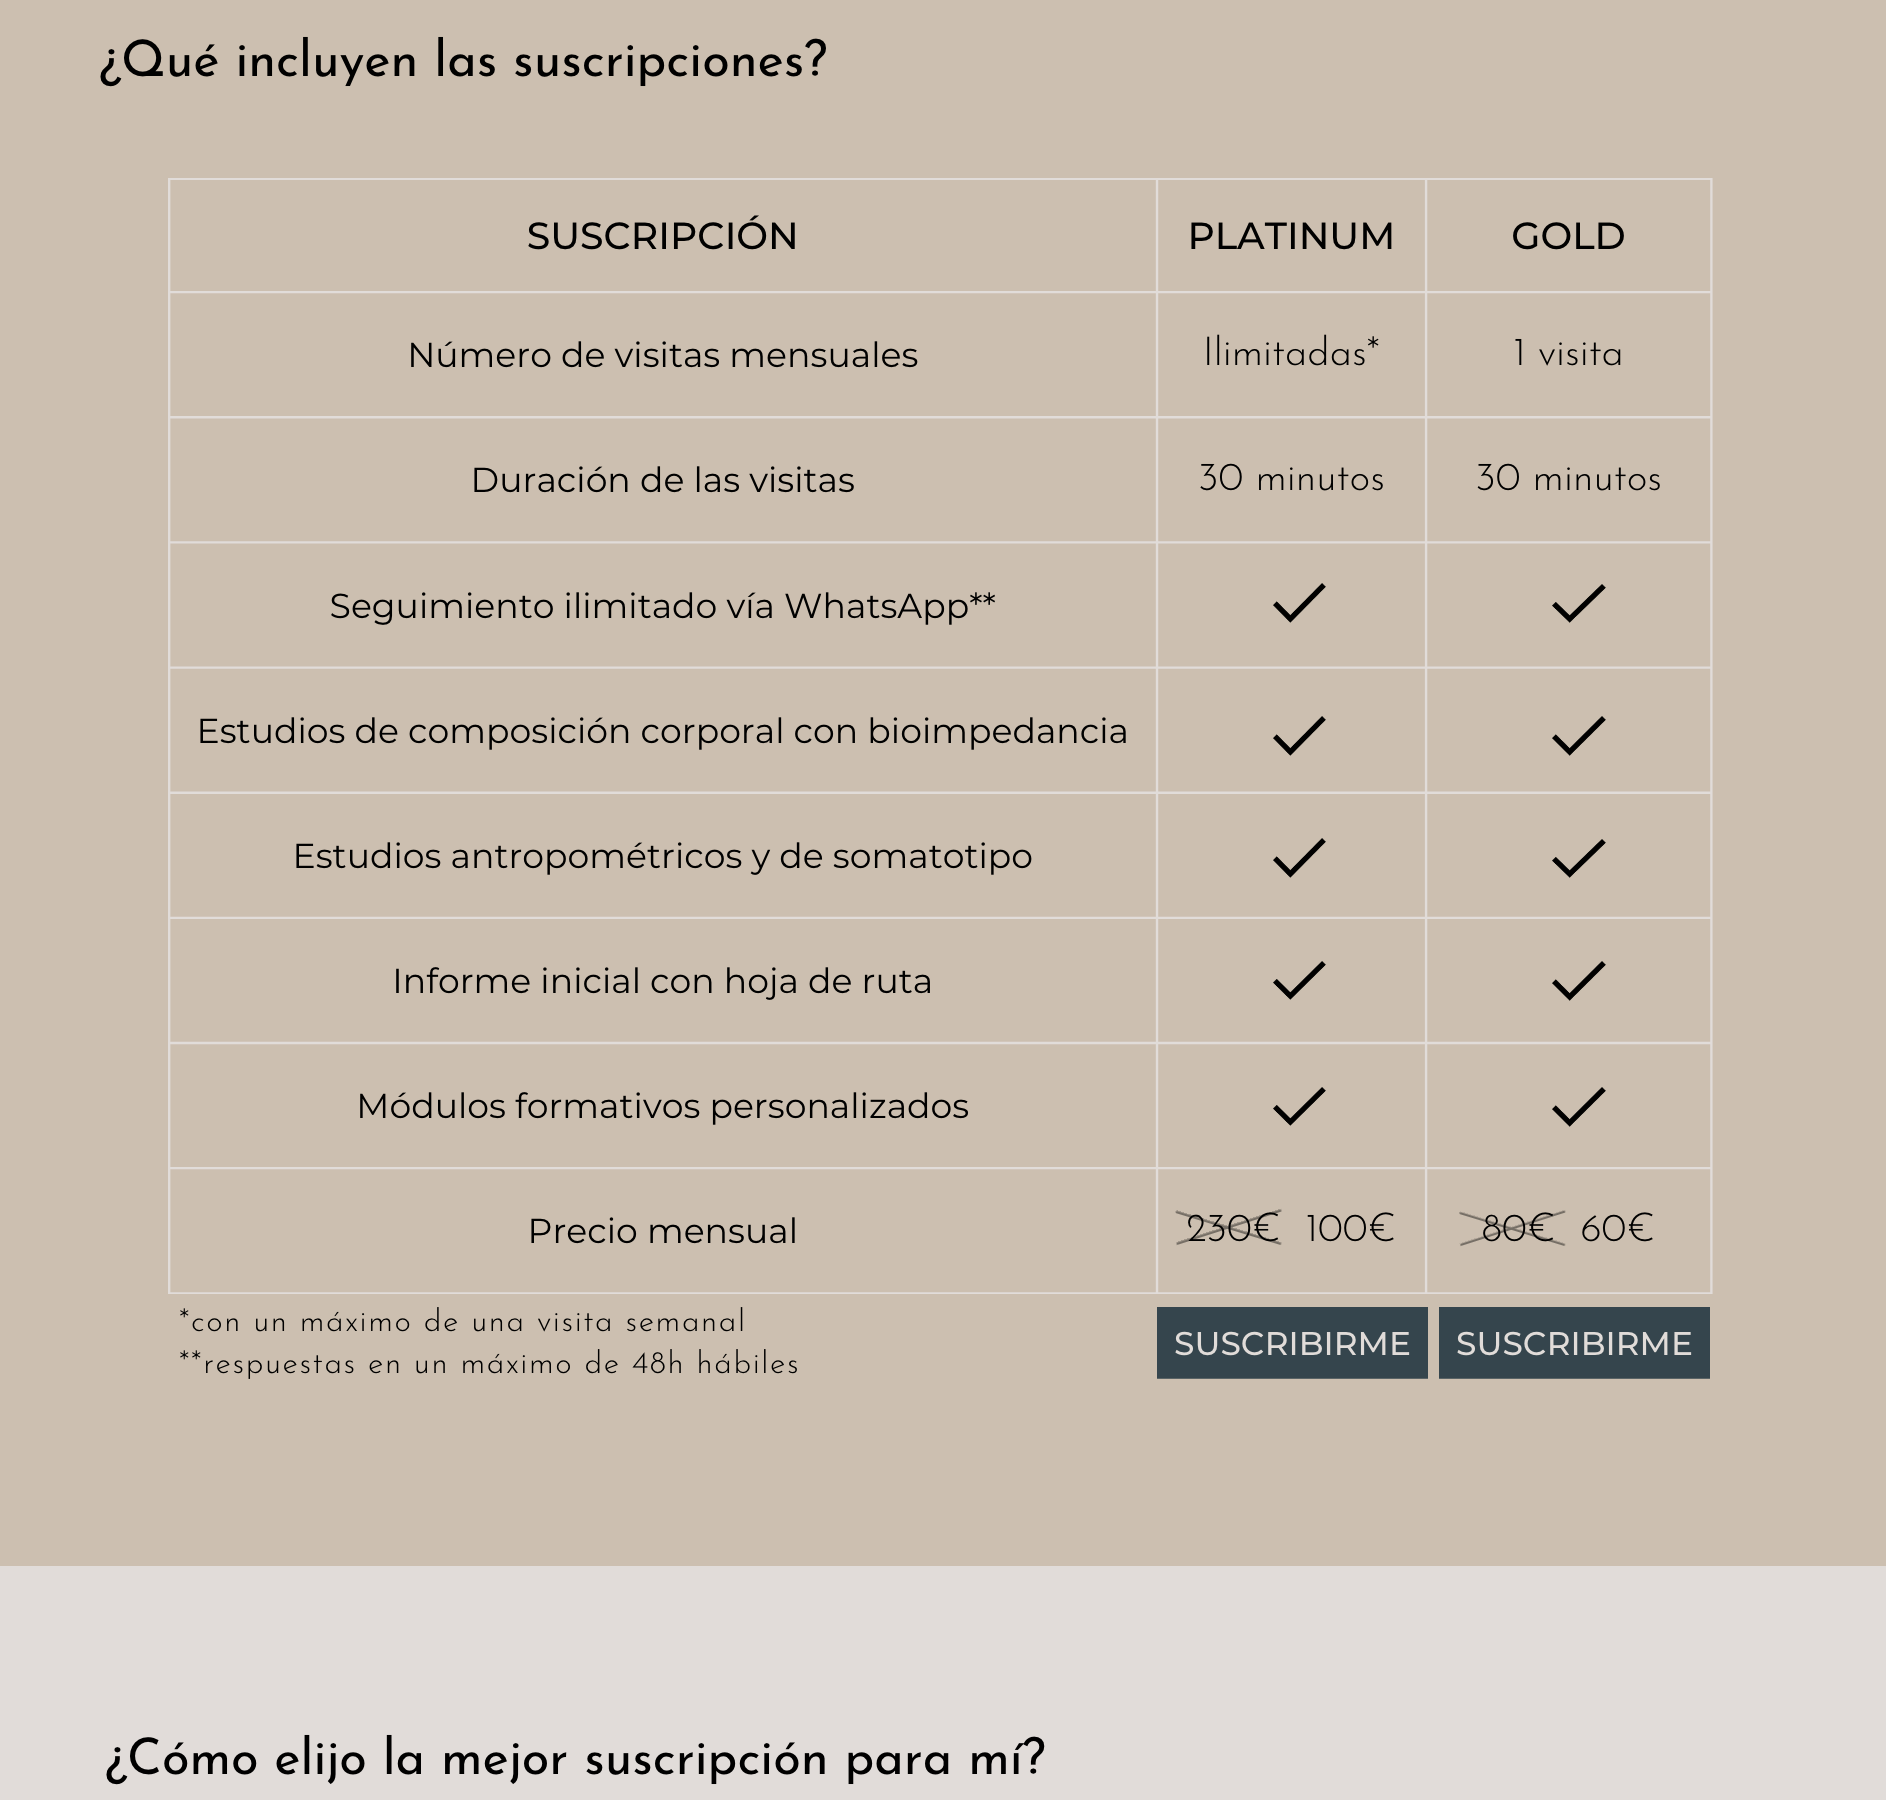 ¿Qué incluyen las suscripciones?
SUSCRIPCIÓN PLATINUM GOLD
Número de visitas mensuales Ilimitadas* 1 visita
Duración de las visitas 30 minutos 30 minutos
Seguimiento ilimitado vía WhatsApp**
Estudios de composición corporal con bioimpedancia
Estudios antropométricos y de somatotipo
Informe inicial con hoja de ruta
Módulos formativos personalizados
Precio mensual 230€ 100€ 80€ 60€
*con un máximo de una visita semanal
**respuestas en un máximo de 48h hábiles
SUSCRIBIRME SUSCRIBIRME
¿Cómo elijo la mejor suscripción para mí?